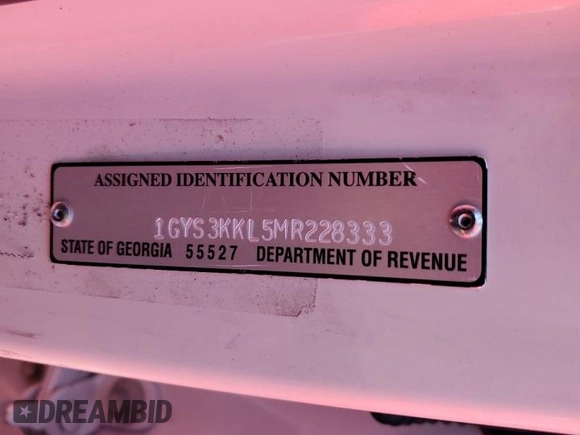 ASSIGNED IDENTIFICATION NUMBER
1GYS3KKL5MR228333
STATE OF GEORGIA 55527 DEPARTMENT OF REVENUE
DREAMBID